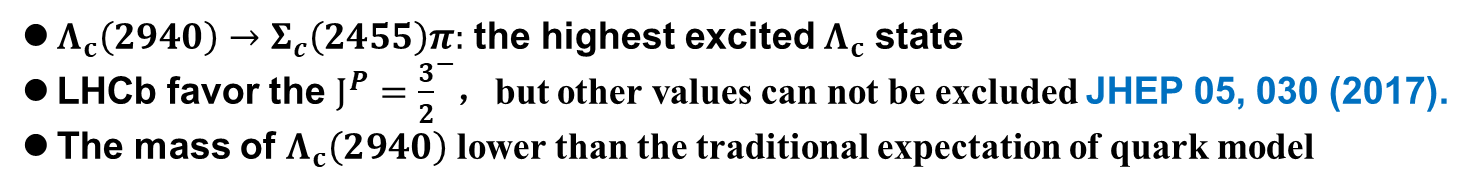 ● Λc(2940) → Σc(2455)π: the highest excited Λc state
● LHCb favor the J^P = 3/2^−， but other values can not be excluded JHEP 05, 030 (2017).
● The mass of Λc(2940) lower than the traditional expectation of quark model